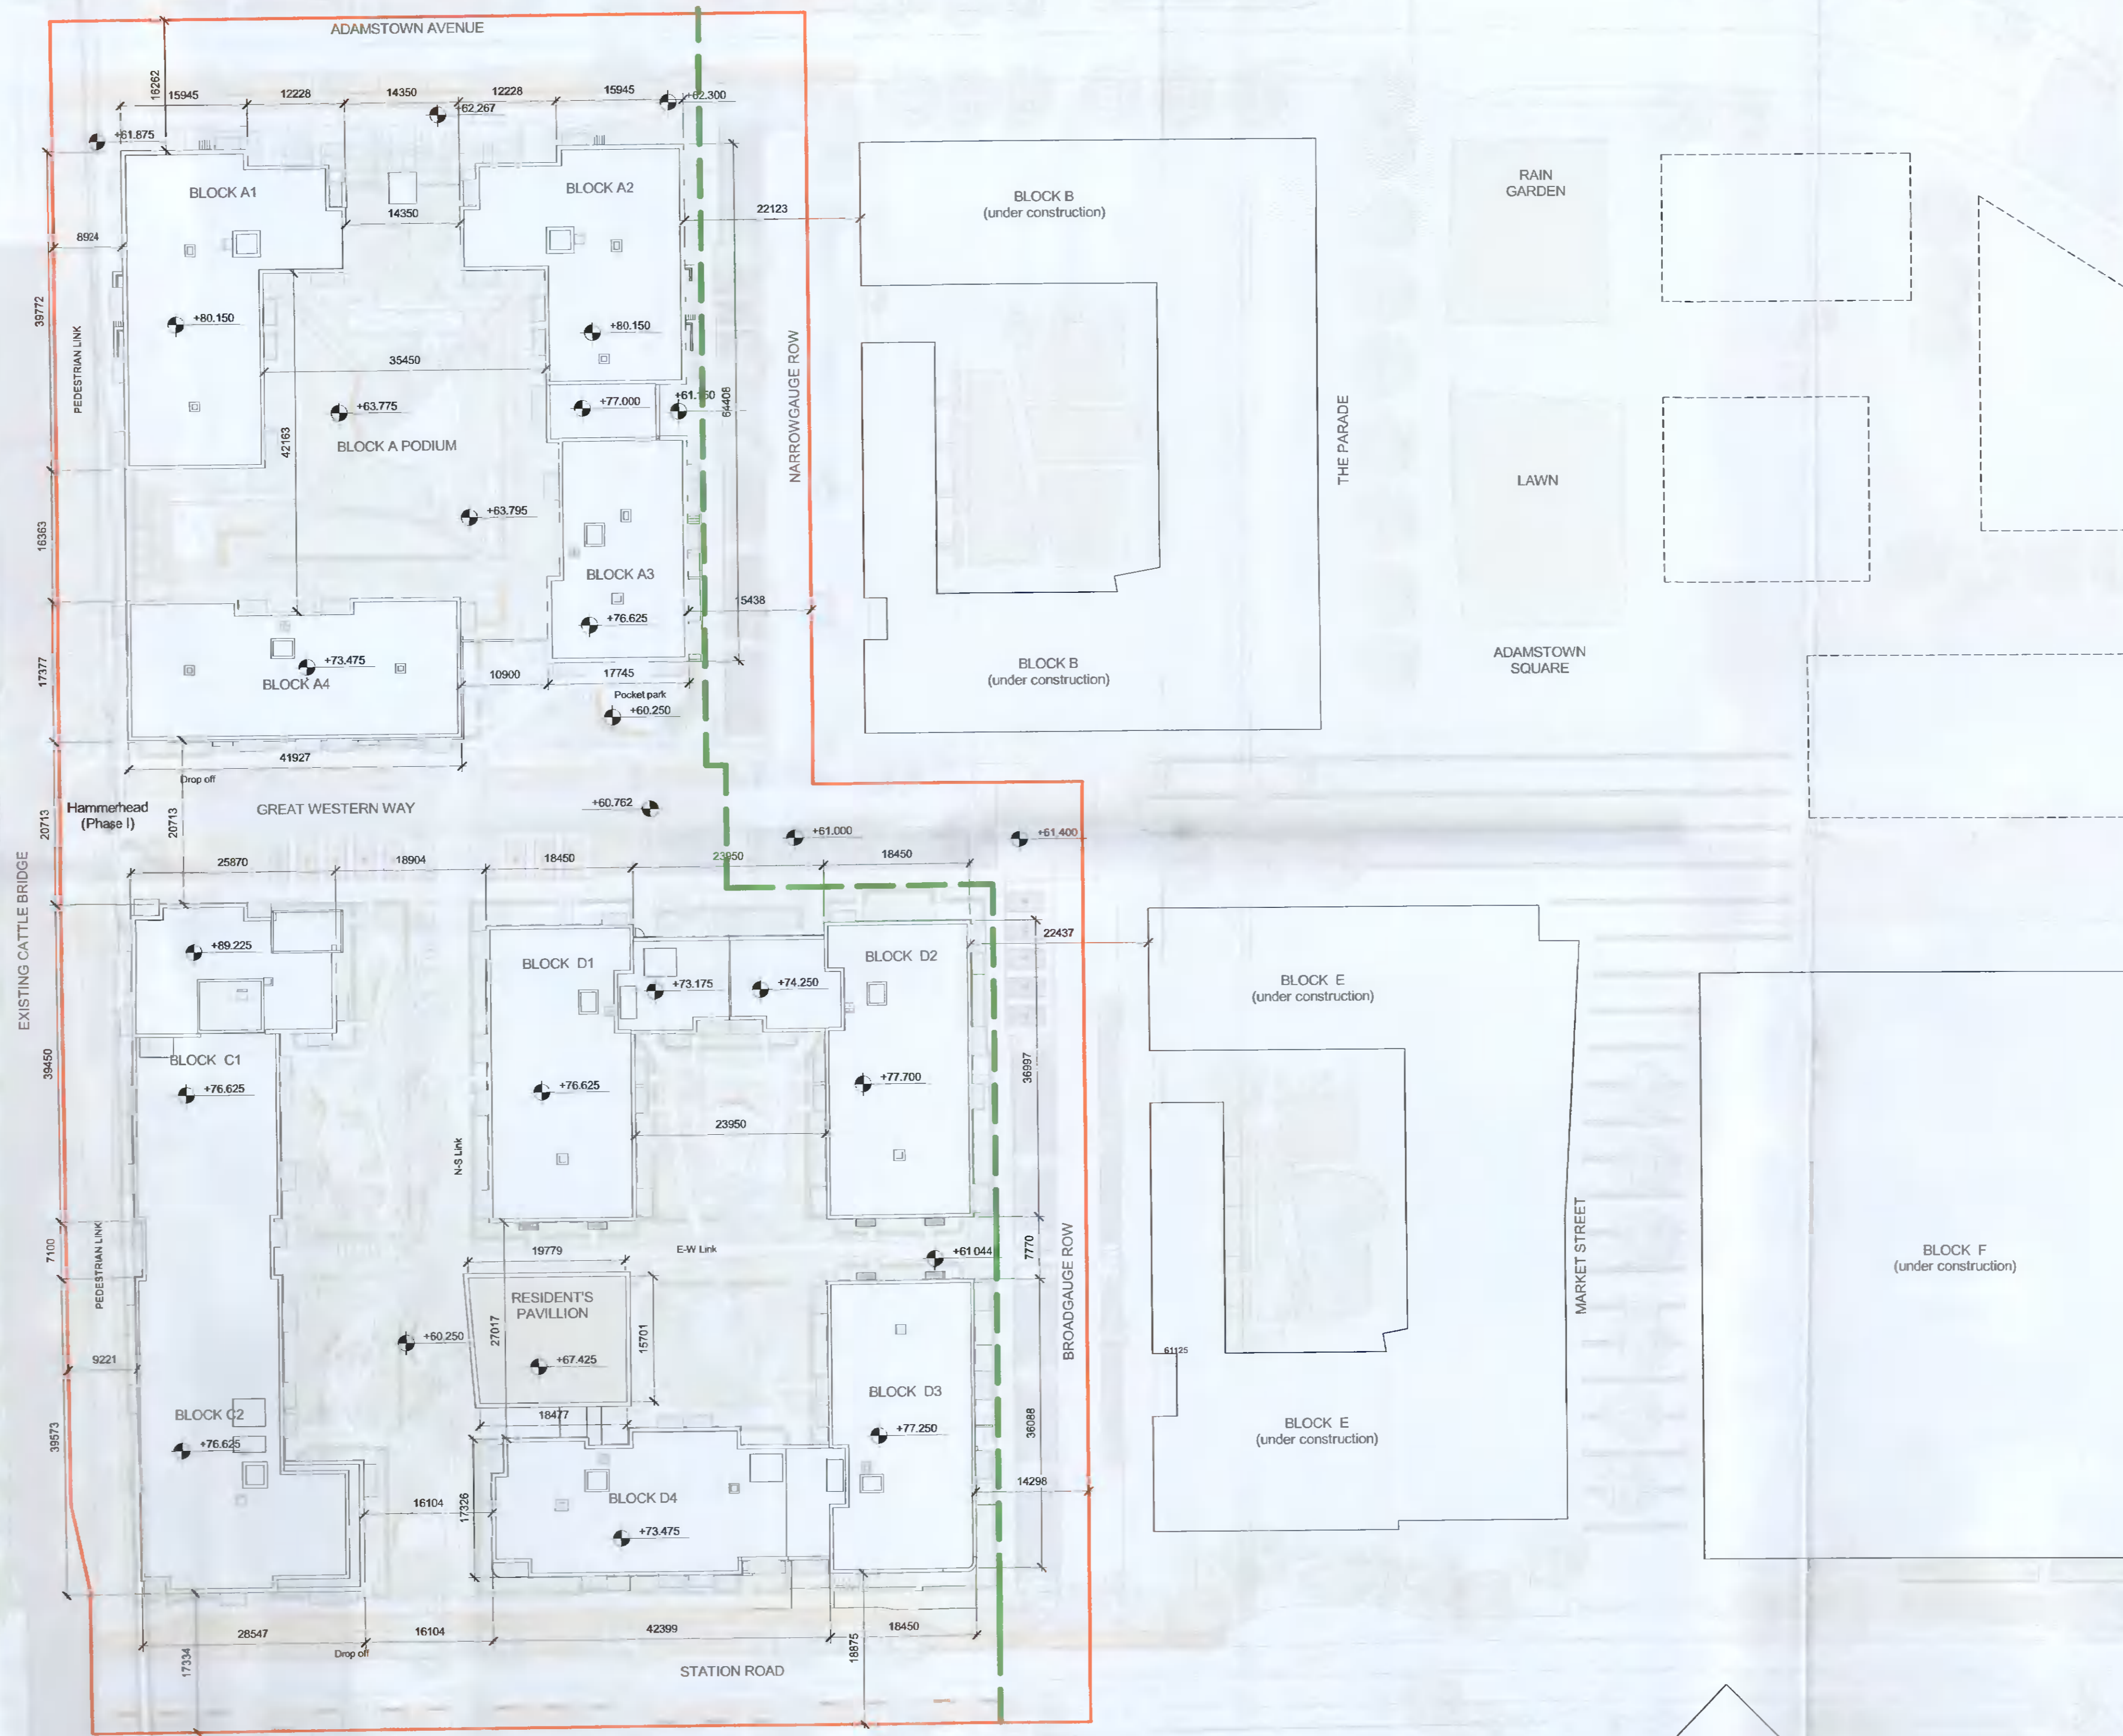 ADAMSTOWN AVENUE
16262
15945
12228
14350
12228
15945
+62.300
+62.267
+61.875
BLOCK A1
BLOCK A2
14350
22123
BLOCK B
(under construction)
RAIN
GARDEN
8924
39772
PEDESTRIAN LINK
+80.150
+80.150
35450
+63.775
+77.000
64408
NARROWGAUGE ROW
THE PARADE
42163
BLOCK A PODIUM
LAWN
16363
+63.795
BLOCK A3
+76.625
15438
17377
+73.475
BLOCK A4
10900
17745
Pocket park
+60.250
BLOCK B
(under construction)
ADAMSTOWN
SQUARE
41927
Drop off
Hammerhead
(Phase I)
20713
20713
GREAT WESTERN WAY
+60.762
+61.000
+61.400
EXISTING CATTLE BRIDGE
25870
18904
18450
23950
18450
22437
+89.225
BLOCK D1
BLOCK D2
+73.175
+74.250
BLOCK E
(under construction)
39450
BLOCK C1
+76.625
+76.625
+77.700
36997
23950
N-S Link
7100
PEDESTRIAN LINK
19779
E-W Link
+61 044
7770
BROADGAUGE ROW
MARKET STREET
BLOCK F
(under construction)
RESIDENT'S
PAVILLION
27017
15701
+60.250
+67.425
9221
61125
BLOCK D3
18477
BLOCK C2
+76.625
39573
+77.250
36088
BLOCK E
(under construction)
16104
17326
BLOCK D4
+73.475
14298
28547
16104
42399
18450
Drop off
17334
18875
STATION ROAD